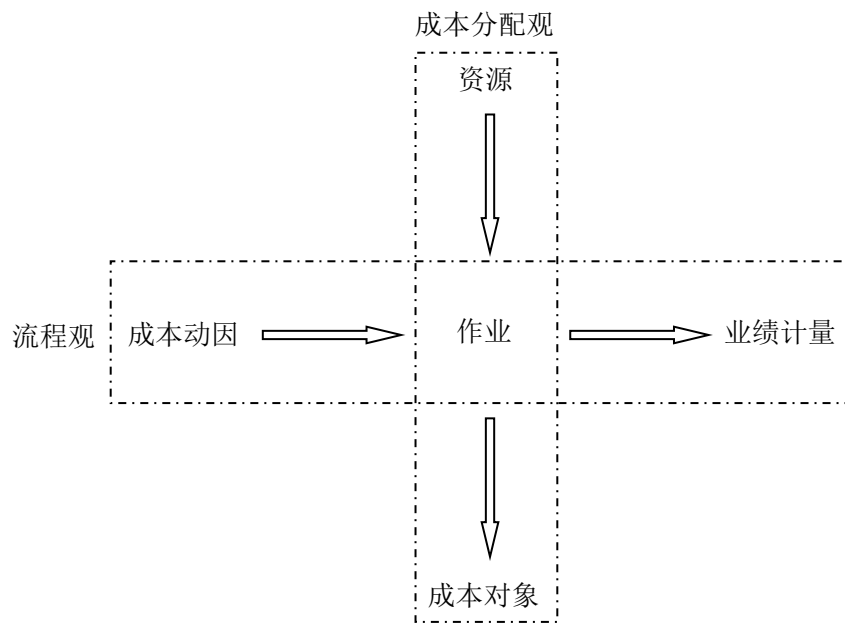 成本分配观
资源
流程观
成本动因
作业
业绩计量
成本对象